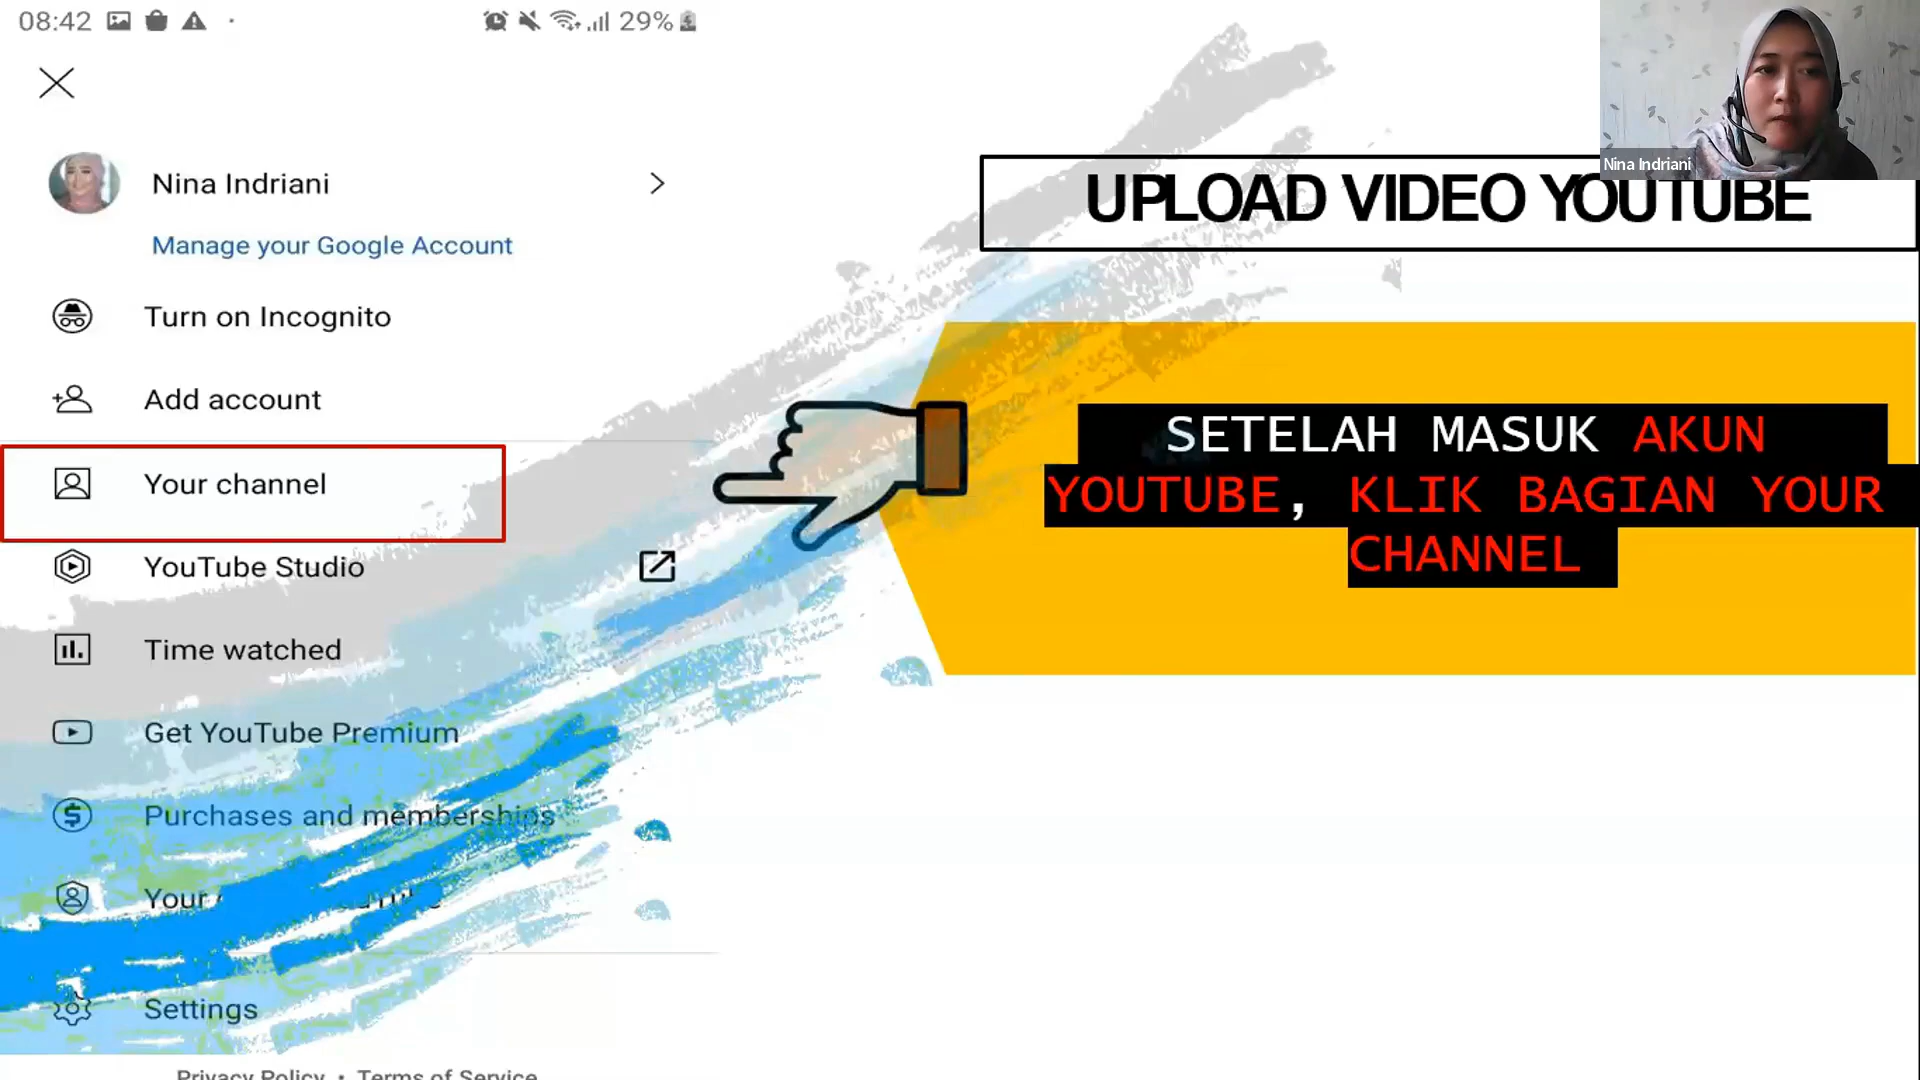 08:42
29%
Nina Indriani
Manage your Google Account
Turn on Incognito
Add account
Your channel
YouTube Studio
Time watched
Get YouTube Premium
Purchases and memberships
Your
Settings
Privacy Policy • Terms of Service
Nina Indriani
UPLOAD VIDEO YOUTUBE
SETELAH MASUK AKUN
YOUTUBE, KLIK BAGIAN YOUR
CHANNEL